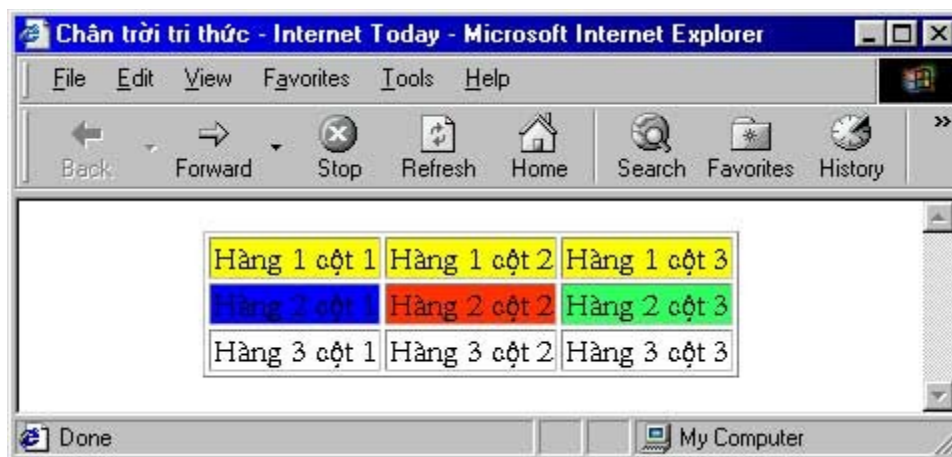 Chân trời tri thức - Internet Today - Microsoft Internet Explorer
File Edit View Favorites Tools Help
»
Back Forward Stop Refresh Home Search Favorites History
Hàng 1 cột 1 Hàng 1 cột 2 Hàng 1 cột 3
Hàng 2 cột 1 Hàng 2 cột 2 Hàng 2 cột 3
Hàng 3 cột 1 Hàng 3 cột 2 Hàng 3 cột 3
Done My Computer